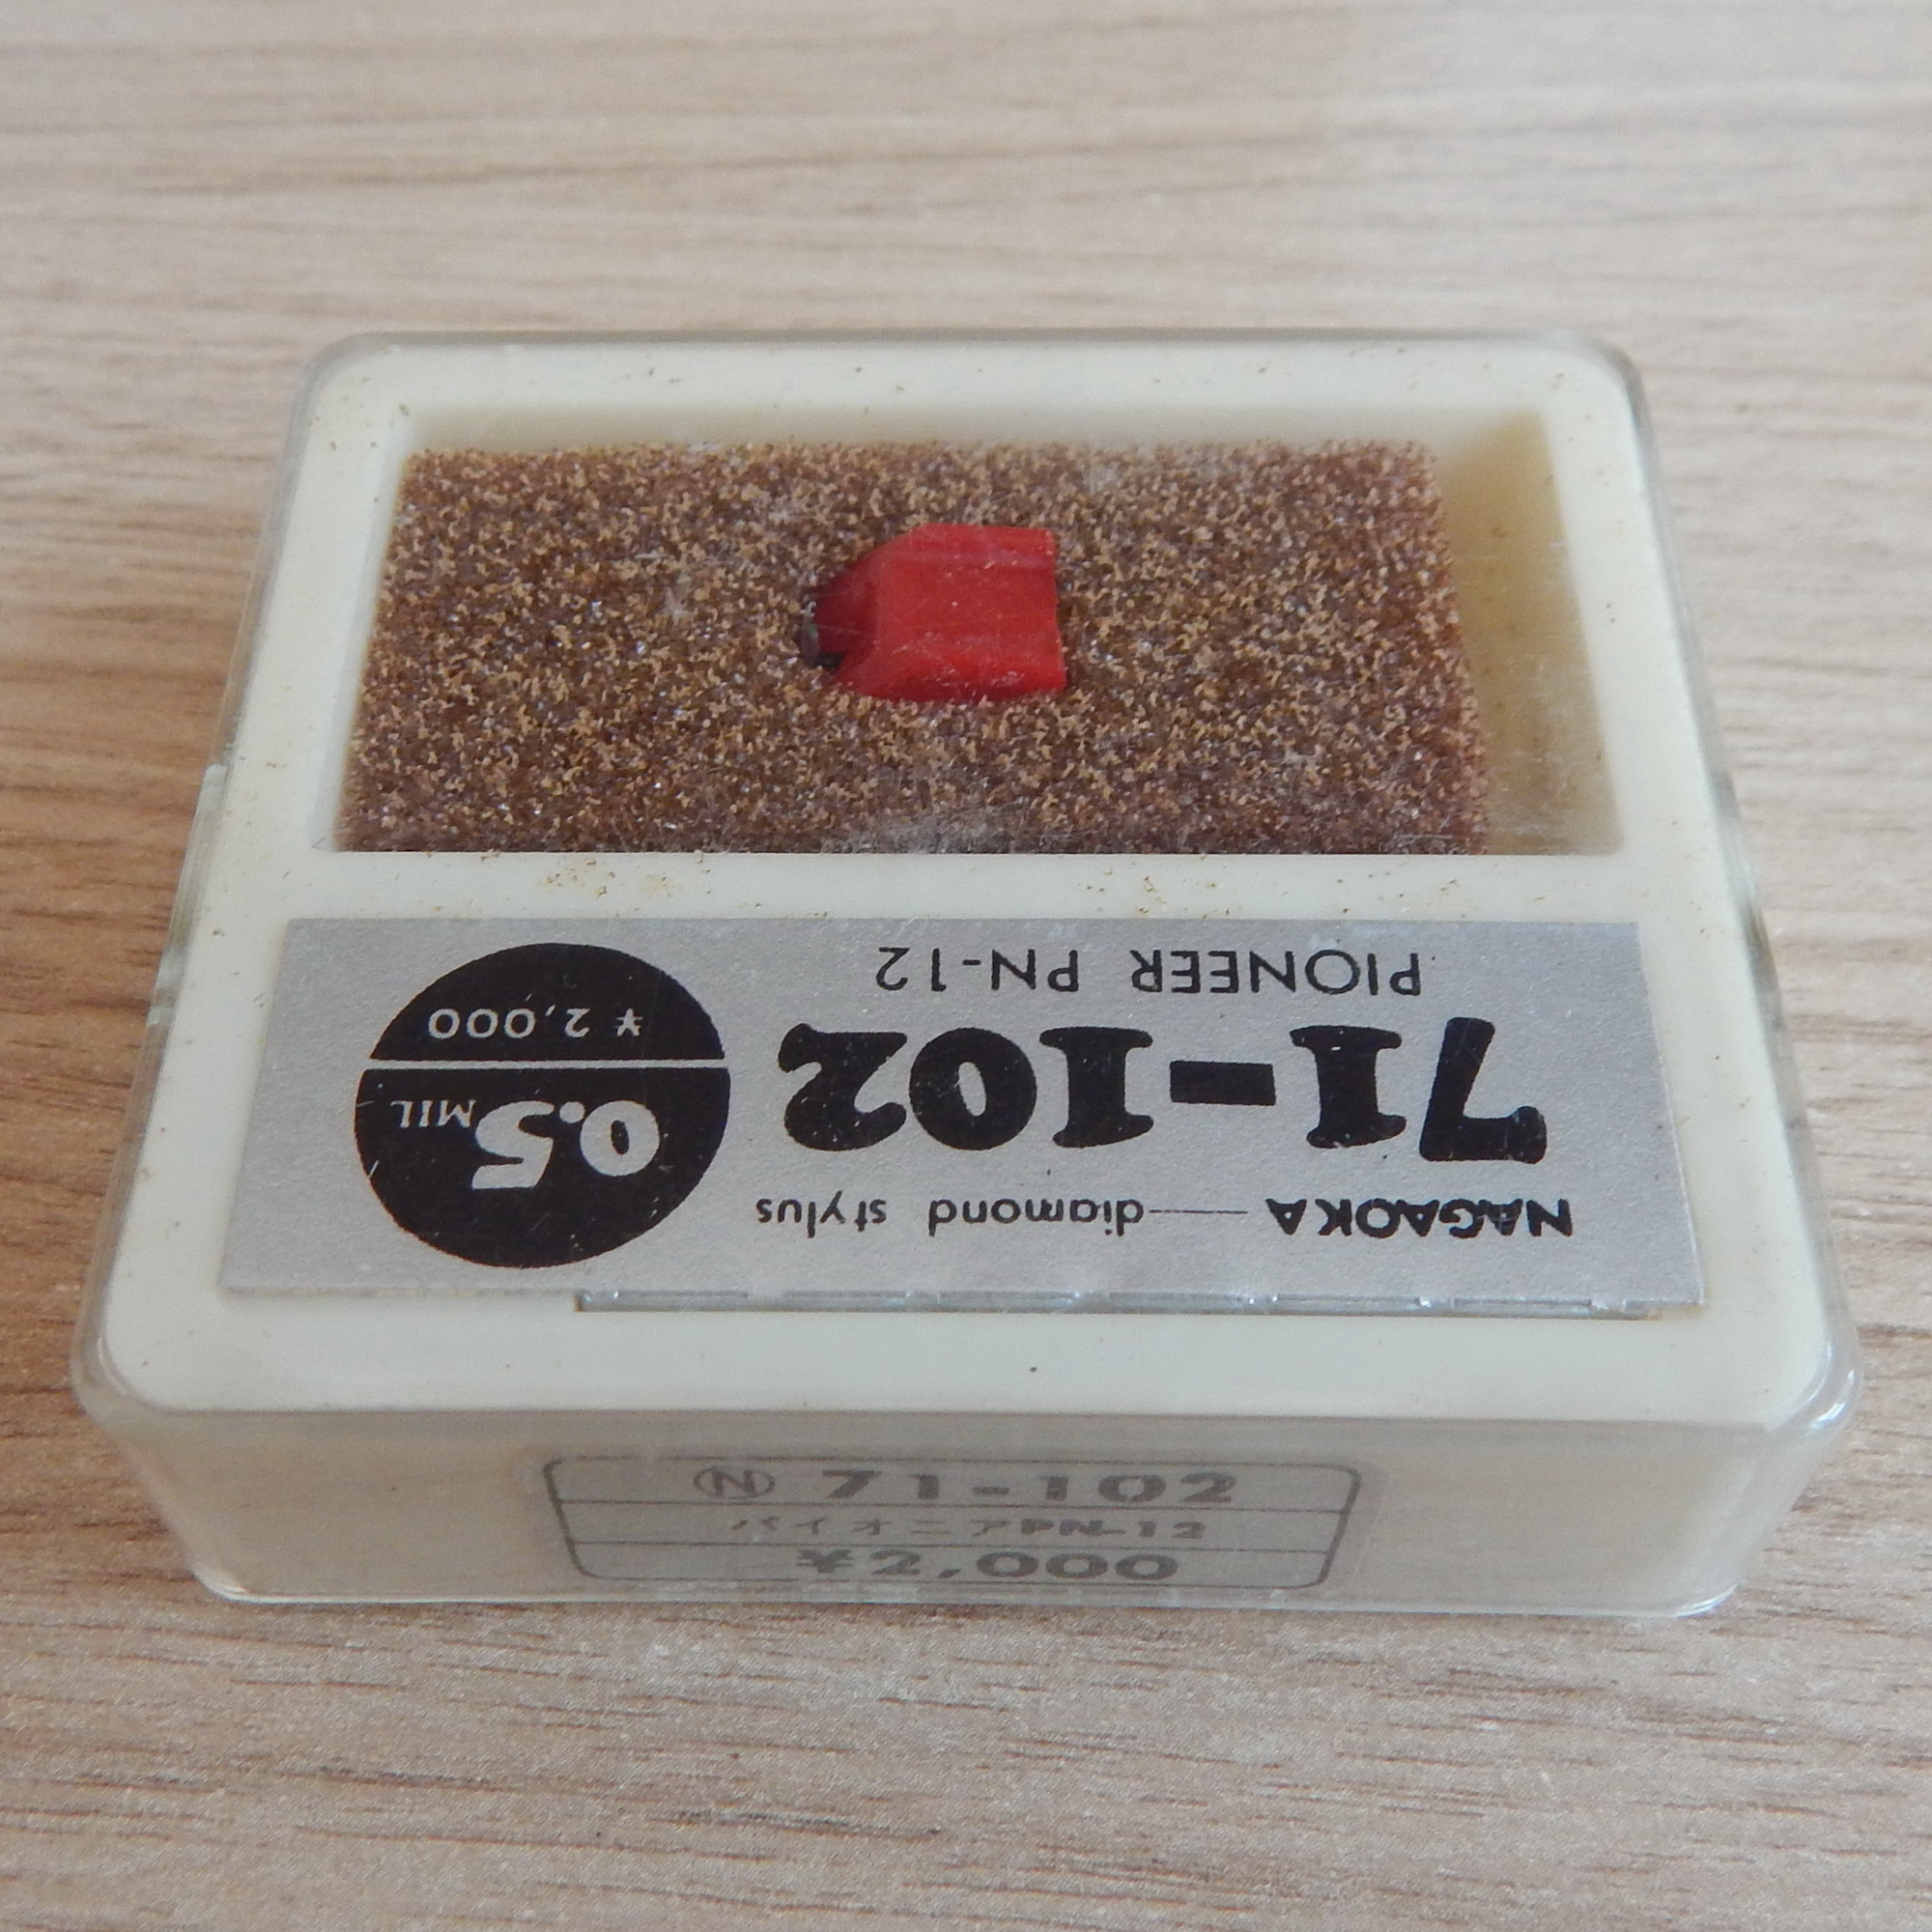 NAGAOKA — diamond stylus
71-102
PIONEER PN-12
0.5 MIL
¥2,000
Ⓝ 71-102
パイオニアPN-12
¥2,000